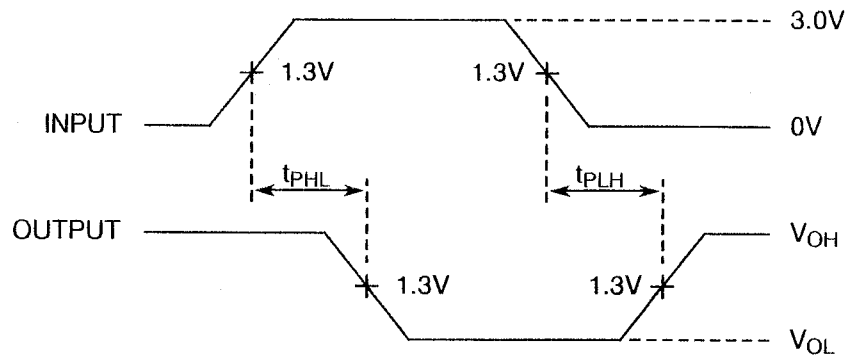 3.0V
1.3V 1.3V
INPUT 0V
tPHL tPLH
OUTPUT VOH
1.3V 1.3V
VOL